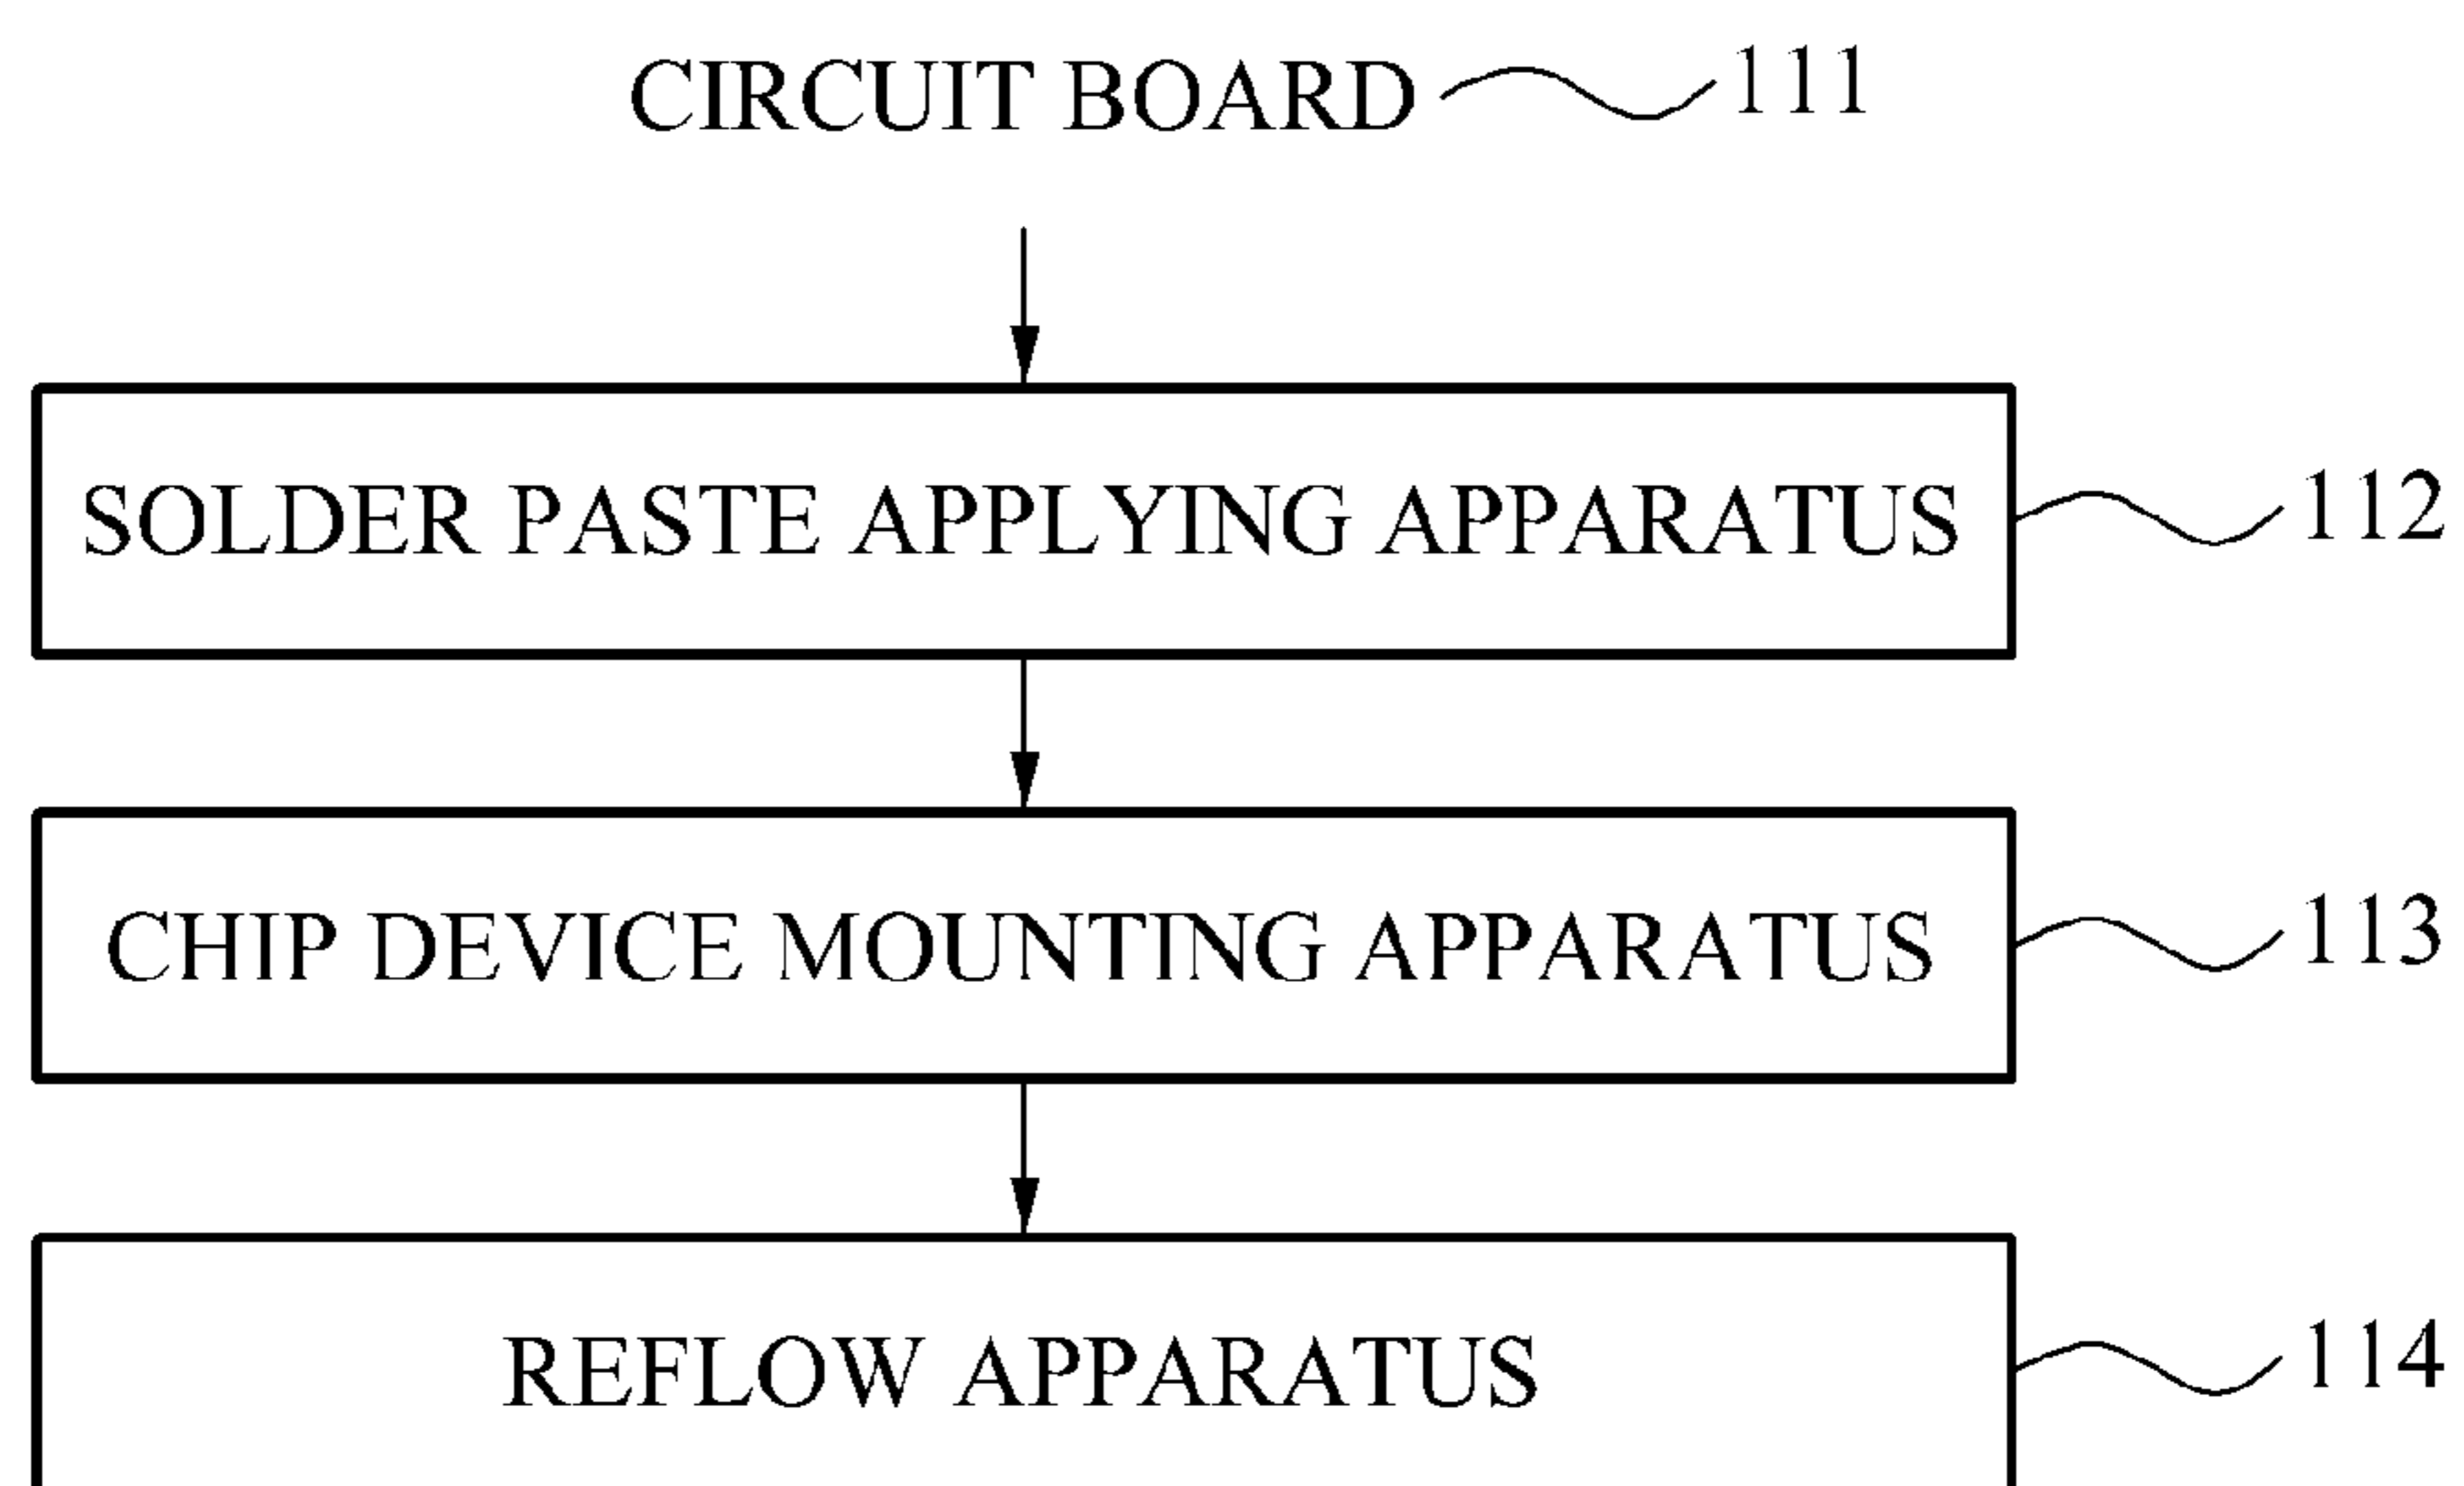 CIRCUIT BOARD 111
SOLDER PASTE APPLYING APPARATUS 112
CHIP DEVICE MOUNTING APPARATUS 113
REFLOW APPARATUS 114